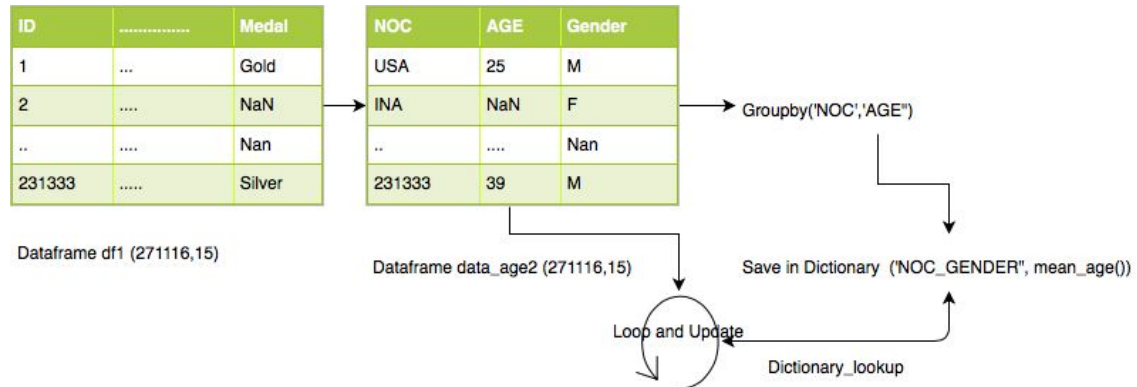 ID ............... Medal
1 ... Gold
2 .... NaN
.. .... Nan
231333 ..... Silver
Dataframe df1 (271116,15)
NOC AGE Gender
USA 25 M
INA NaN F
.. .... Nan
231333 39 M
Dataframe data_age2 (271116,15)
Groupby('NOC','AGE")
Save in Dictionary ("NOC_GENDER", mean_age())
Loop and Update
Dictionary_lookup